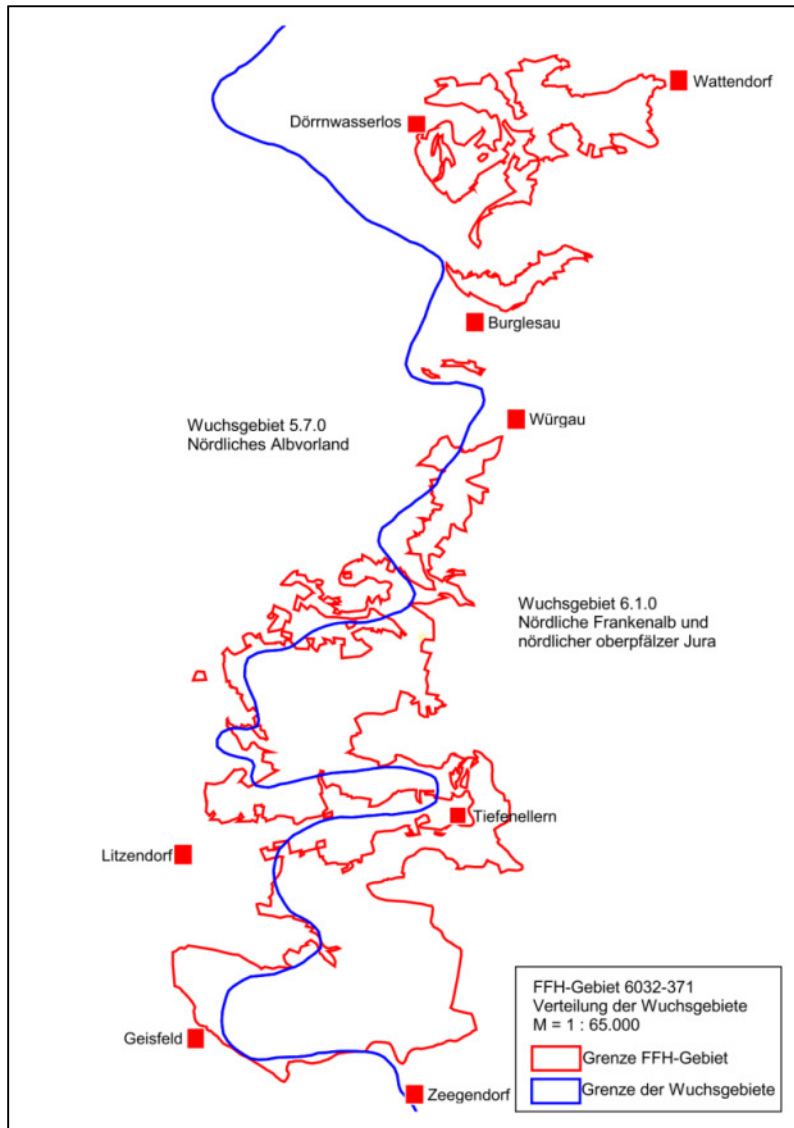 Wattendorf
Dörrnwasserlos
Burglesau
Würgau
Wuchsgebiet 5.7.0
Nördliches Albvorland
Wuchsgebiet 6.1.0
Nördliche Frankenalb und
nördlicher oberpfälzer Jura
Tiefenellern
Litzendorf
FFH-Gebiet 6032-371
Verteilung der Wuchsgebiete
M = 1 : 65.000
Grenze FFH-Gebiet
Grenze der Wuchsgebiete
Geisfeld
Zeegendorf